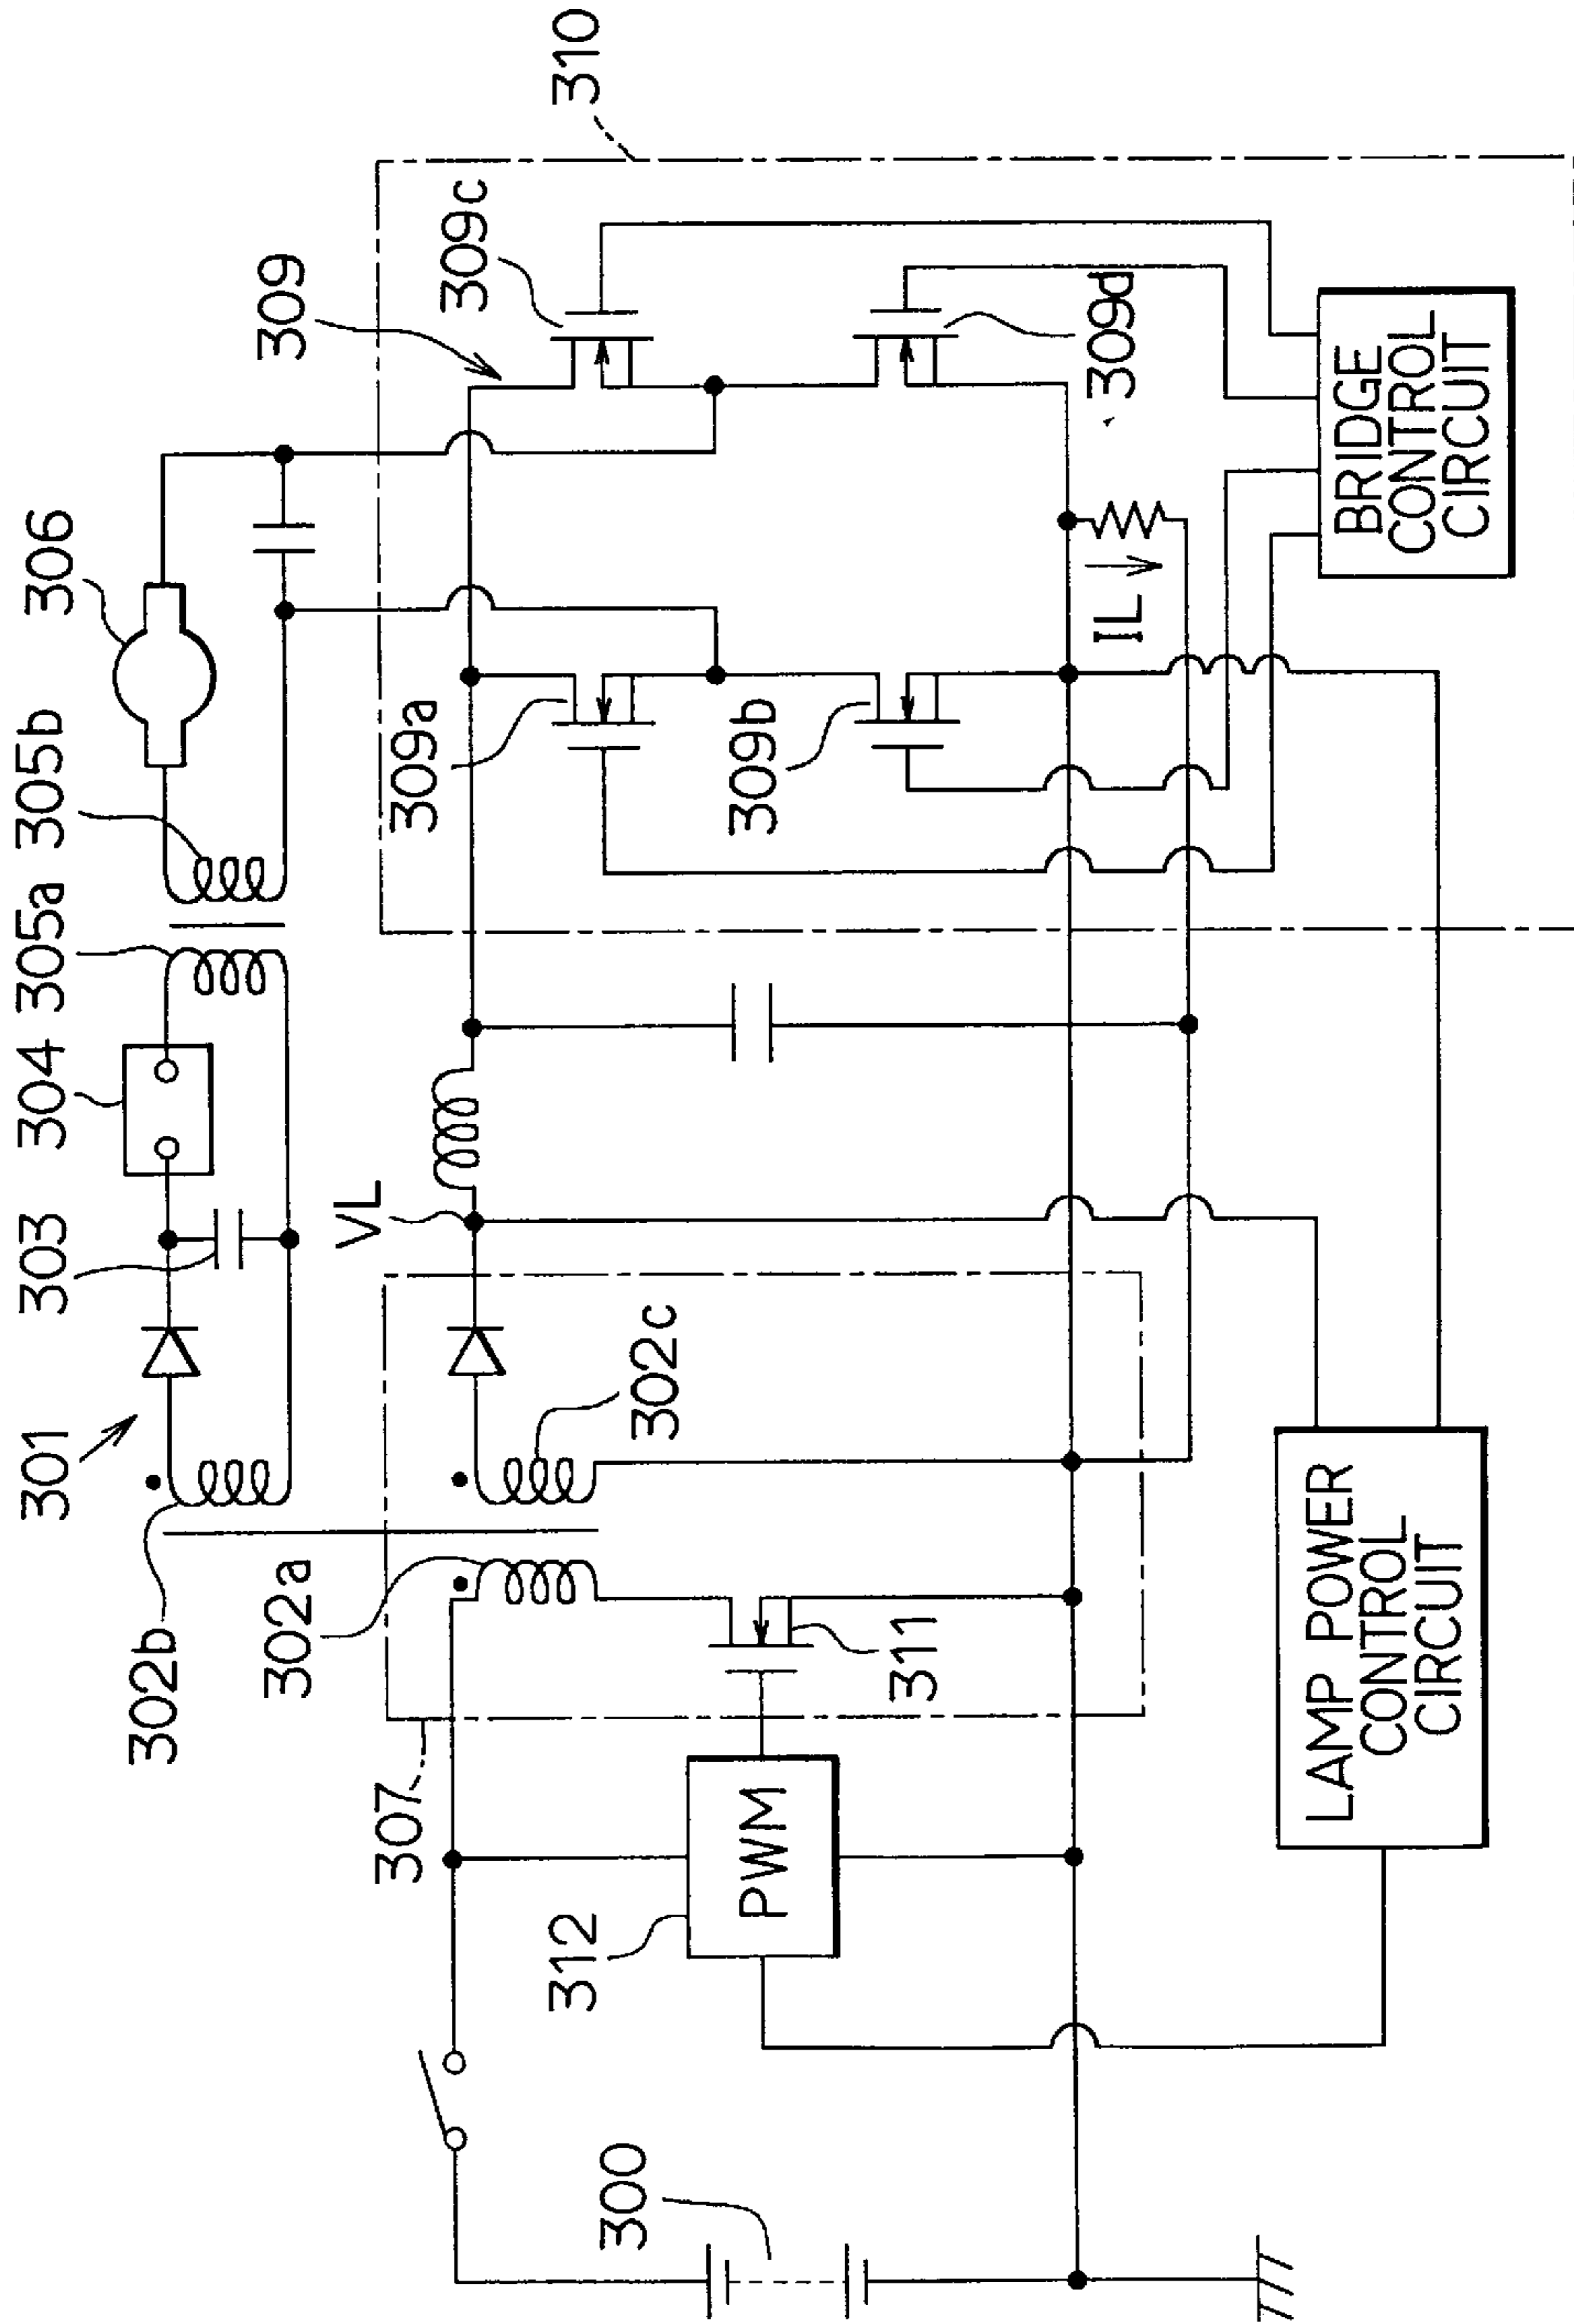 301
303
304
305a
305b
306
302b
302a
VL
309
310
307
302c
309a
309c
312
PWM
311
309b
309d
300
IL
LAMP POWER
CONTROL
CIRCUIT
BRIDGE
CONTROL
CIRCUIT